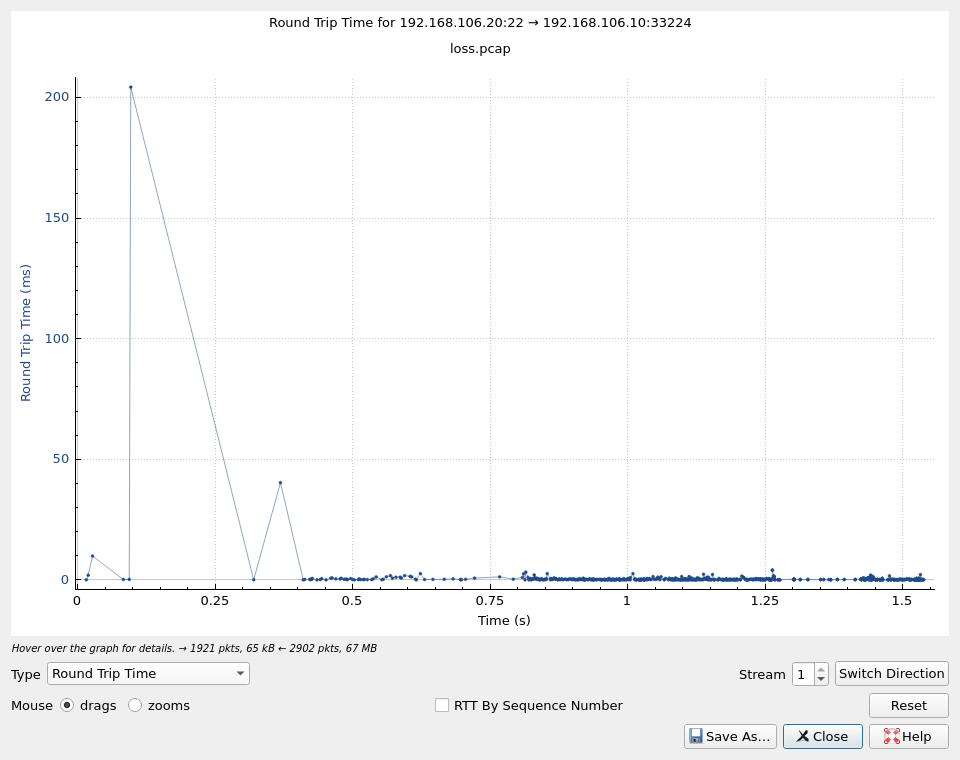 Round Trip Time for 192.168.106.20:22 → 192.168.106.10:33224
loss.pcap
200
150
100
50
0
Round Trip Time (ms)
0 0.25 0.5 0.75 1 1.25 1.5
Time (s)
Hover over the graph for details. → 1921 pkts, 65 kB ← 2902 pkts, 67 MB
Type Round Trip Time Stream 1 Switch Direction
Mouse drags zooms RTT By Sequence Number Reset
Save As... Close Help